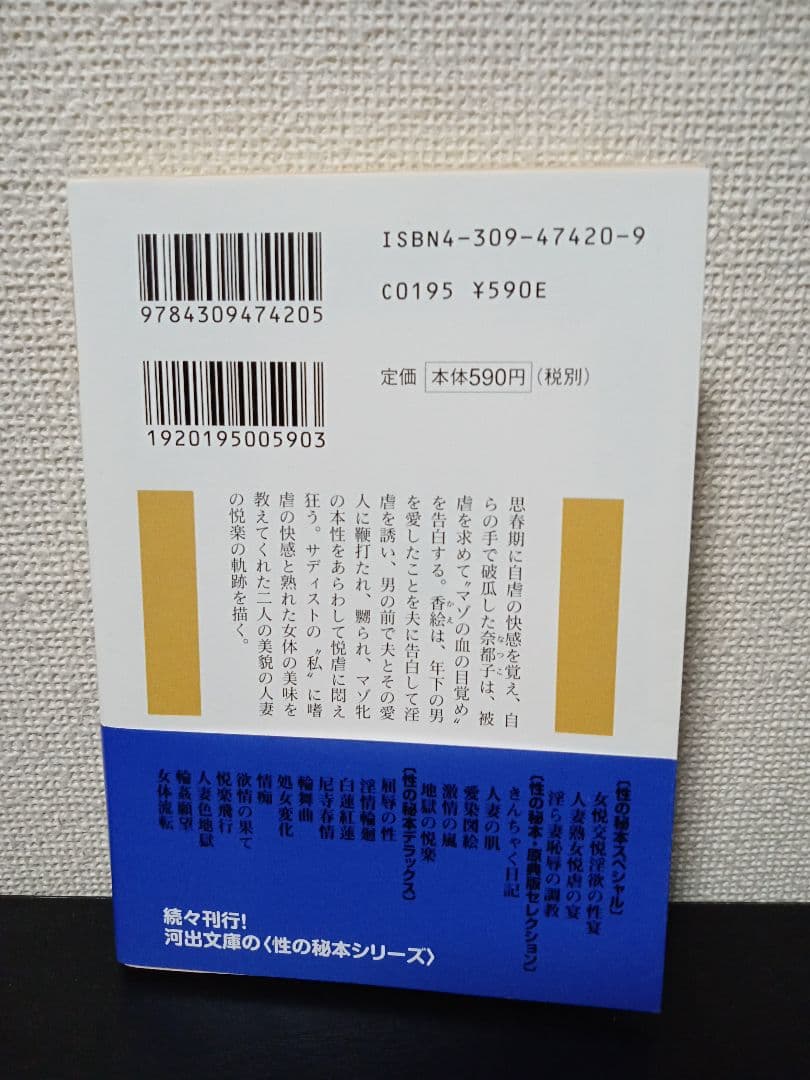 ISBN4-309-47420-9
C0195 ¥590E
9784309474205
定価 本体590円（税別）
1920195005903
思春期に自虐の快感を覚え、自
らの手で破瓜した奈都子は、被
なつこ
虐を求めて〝マゾの血の目覚め〟
を告白する。香絵は、年下の男
かえ
を愛したことを夫に告白して淫
虐を誘い、男の前で夫とその愛
人に鞭打たれ、嬲られ、マゾ牝
の本性をあらわして悦虐に悶え
狂う。サディストの〝私〟に嗜
虐の快感と熟れた女体の美味を
教えてくれた二人の美貌の人妻
の悦楽の軌跡を描く。
［性の秘本スペシャル］
女悦交悦淫欲の性宴
人妻熟女悦虐の宴
淫ら妻恥辱の調教
［性の秘本・原典版セレクション］
きんちゃく日記
人妻の肌
愛染図絵
激情の風
地獄の悦楽
［性の秘本デラックス］
屈辱の性
淫情輪廻
白蓮紅蓮
尼寺春情
輪舞曲
処女変化
情痴
欲情の果て
悦楽飛行
人妻色地獄
輪姦願望
女体流転
続々刊行!
河出文庫の〈性の秘本シリーズ〉